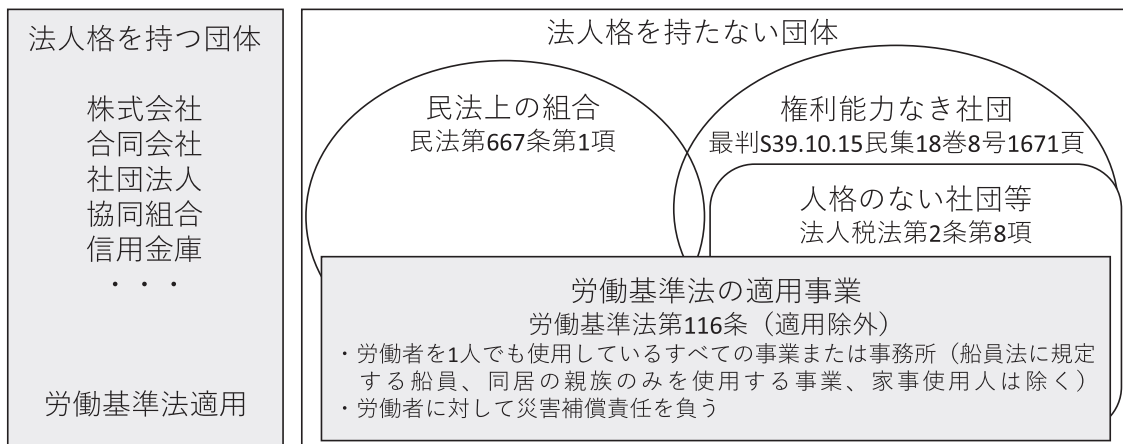 法人格を持つ団体
株式会社
合同会社
社団法人
協同組合
信用金庫
・・・
労働基準法適用
法人格を持たない団体
民法上の組合
民法第667条第1項
権利能力なき社団
最判S39.10.15民集18巻8号1671頁
人格のない社団等
法人税法第2条第8項
労働基準法の適用事業
労働基準法第116条（適用除外）
・労働者を1人でも使用しているすべての事業または事務所（船員法に規定
する船員、同居の親族のみを使用する事業、家事使用人は除く）
・労働者に対して災害補償責任を負う